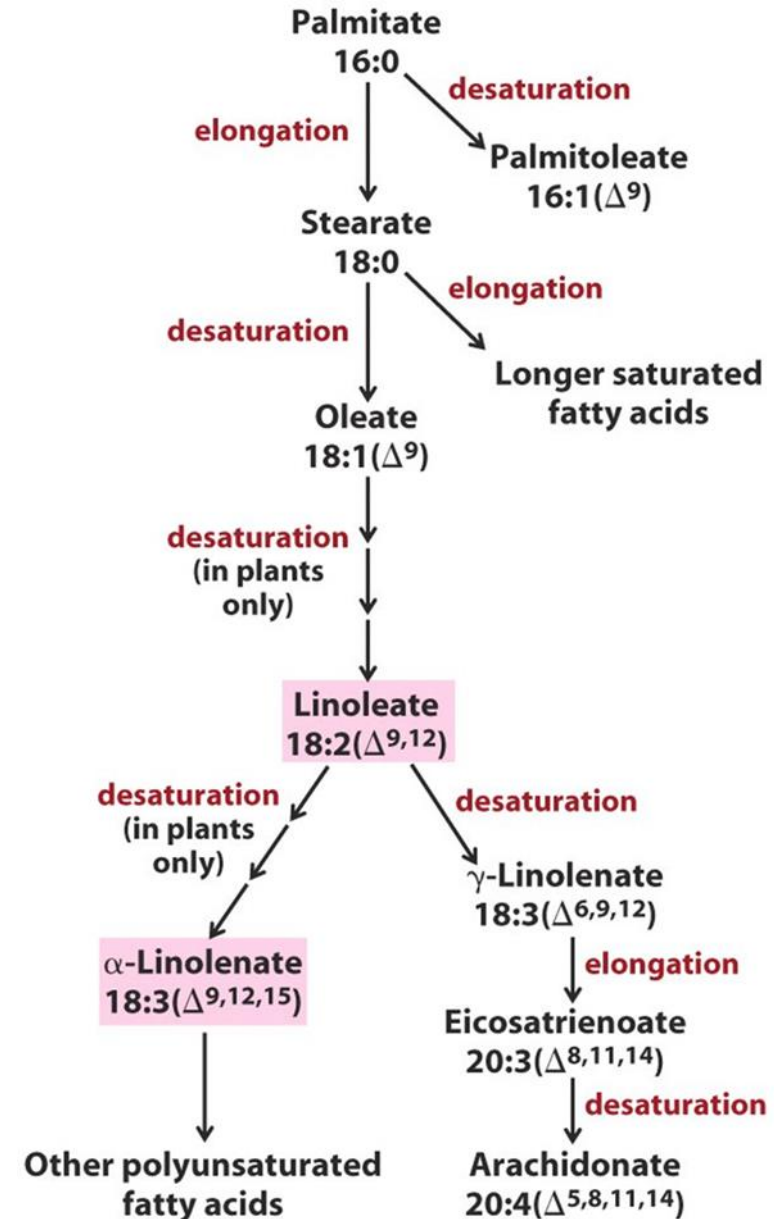 Palmitate
16:0
desaturation
elongation
Palmitoleate
16:1(Δ⁹)
Stearate
18:0
elongation
desaturation
Longer saturated
fatty acids
Oleate
18:1(Δ⁹)
desaturation
(in plants
only)
Linoleate
18:2(Δ⁹,¹²)
desaturation
(in plants
only)
desaturation
γ-Linolenate
18:3(Δ⁶,⁹,¹²)
α-Linolenate
18:3(Δ⁹,¹²,¹⁵)
elongation
Eicosatrienoate
20:3(Δ⁸,¹¹,¹⁴)
desaturation
Other polyunsaturated
fatty acids
Arachidonate
20:4(Δ⁵,⁸,¹¹,¹⁴)